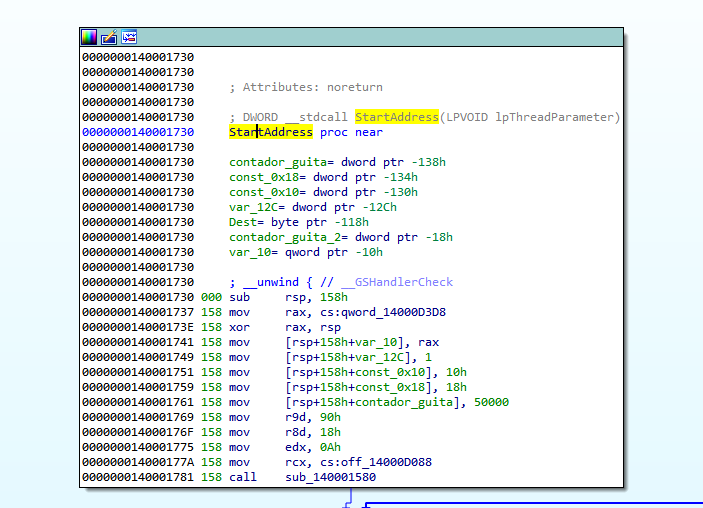 0000000140001730
0000000140001730
0000000140001730 ; Attributes: noreturn
0000000140001730
0000000140001730 ; DWORD __stdcall StartAddress(LPVOID lpThreadParameter)
0000000140001730 StartAddress proc near
0000000140001730
0000000140001730 contador_guita= dword ptr -138h
0000000140001730 const_0x18= dword ptr -134h
0000000140001730 const_0x10= dword ptr -130h
0000000140001730 var_12C= dword ptr -12Ch
0000000140001730 Dest= byte ptr -118h
0000000140001730 contador_guita_2= dword ptr -18h
0000000140001730 var_10= qword ptr -10h
0000000140001730
0000000140001730 ; __unwind { // __GSHandlerCheck
0000000140001730 000 sub rsp, 158h
0000000140001737 158 mov rax, cs:qword_14000D3D8
000000014000173E 158 xor rax, rsp
0000000140001741 158 mov [rsp+158h+var_10], rax
0000000140001749 158 mov [rsp+158h+var_12C], 1
0000000140001751 158 mov [rsp+158h+const_0x10], 10h
0000000140001759 158 mov [rsp+158h+const_0x18], 18h
0000000140001761 158 mov [rsp+158h+contador_guita], 50000
0000000140001769 158 mov r9d, 90h
000000014000176F 158 mov r8d, 18h
0000000140001775 158 mov edx, 0Ah
000000014000177A 158 mov rcx, cs:off_14000D088
0000000140001781 158 call sub_140001580